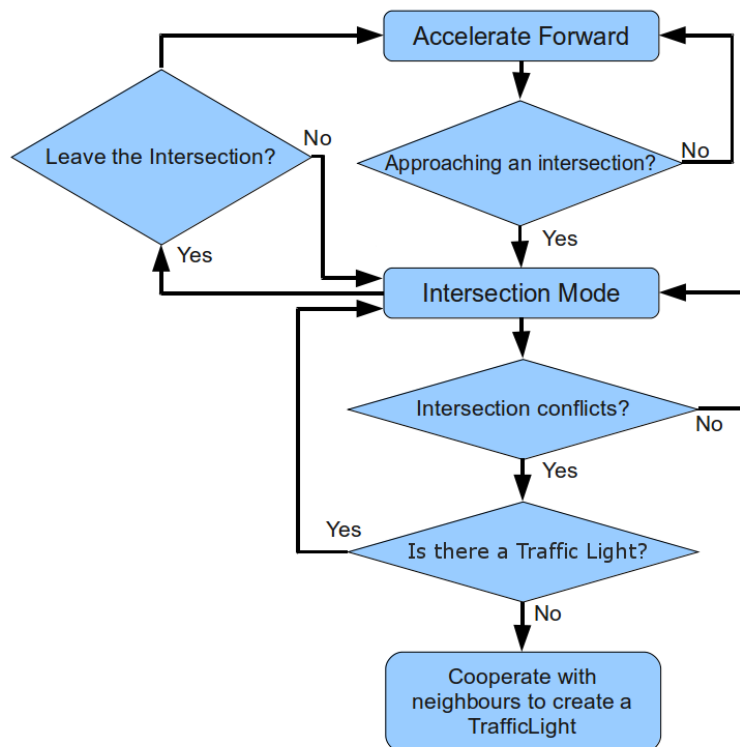 Accelerate Forward
Leave the Intersection?
No
Approaching an intersection?
No
Yes
Yes
Intersection Mode
Intersection conflicts?
No
Yes
Yes
Is there a Traffic Light?
No
Cooperate with
neighbours to create a
TrafficLight